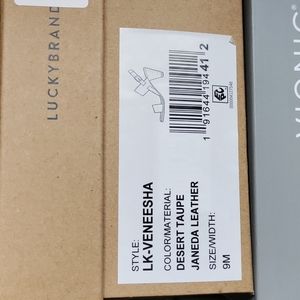 LUCKYBRAND
STYLE:
LK-VENEESHA
COLOR/MATERIAL:
DESERT TAUPE
JANEDA LEATHER
SIZE/WIDTH:
9M
1 91644 19441 2
VIONIC